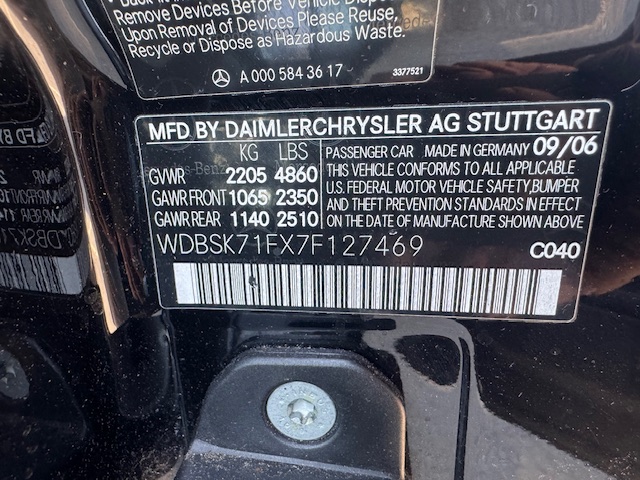 Remove Devices Before Vehicle Disposal
Upon Removal of Devices Please Reuse,
Recycle or Dispose as Hazardous Waste.
A 000 584 36 17
3377521
MFD BY DAIMLERCHRYSLER AG STUTTGART
KG LBS
GVWR 2205 4860
GAWR FRONT 1065 2350
GAWR REAR 1140 2510
PASSENGER CAR MADE IN GERMANY 09/06
THIS VEHICLE CONFORMS TO ALL APPLICABLE
U.S. FEDERAL MOTOR VEHICLE SAFETY, BUMPER
AND THEFT PREVENTION STANDARDS IN EFFECT
ON THE DATE OF MANUFACTURE SHOWN ABOVE.
WDBSK71FX7F127469
C040